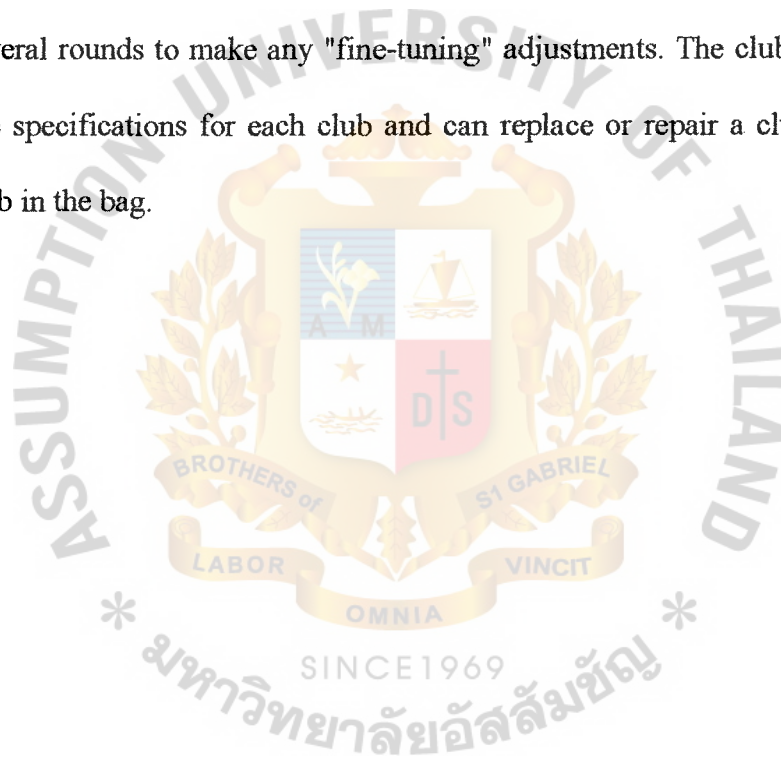 veral rounds to make any "fine-tuning" adjustments. The club
specifications for each club and can replace or repair a cl
b in the bag.
UNIVERSITY OF THAILAND
ASSUMPTION
A M
D S
BROTHERS of
S1 GABRIEL
LABOR
VINCIT
OMNIA
* SINCE1969 *
มหาวิทยาลัยอัสสัมชัญ